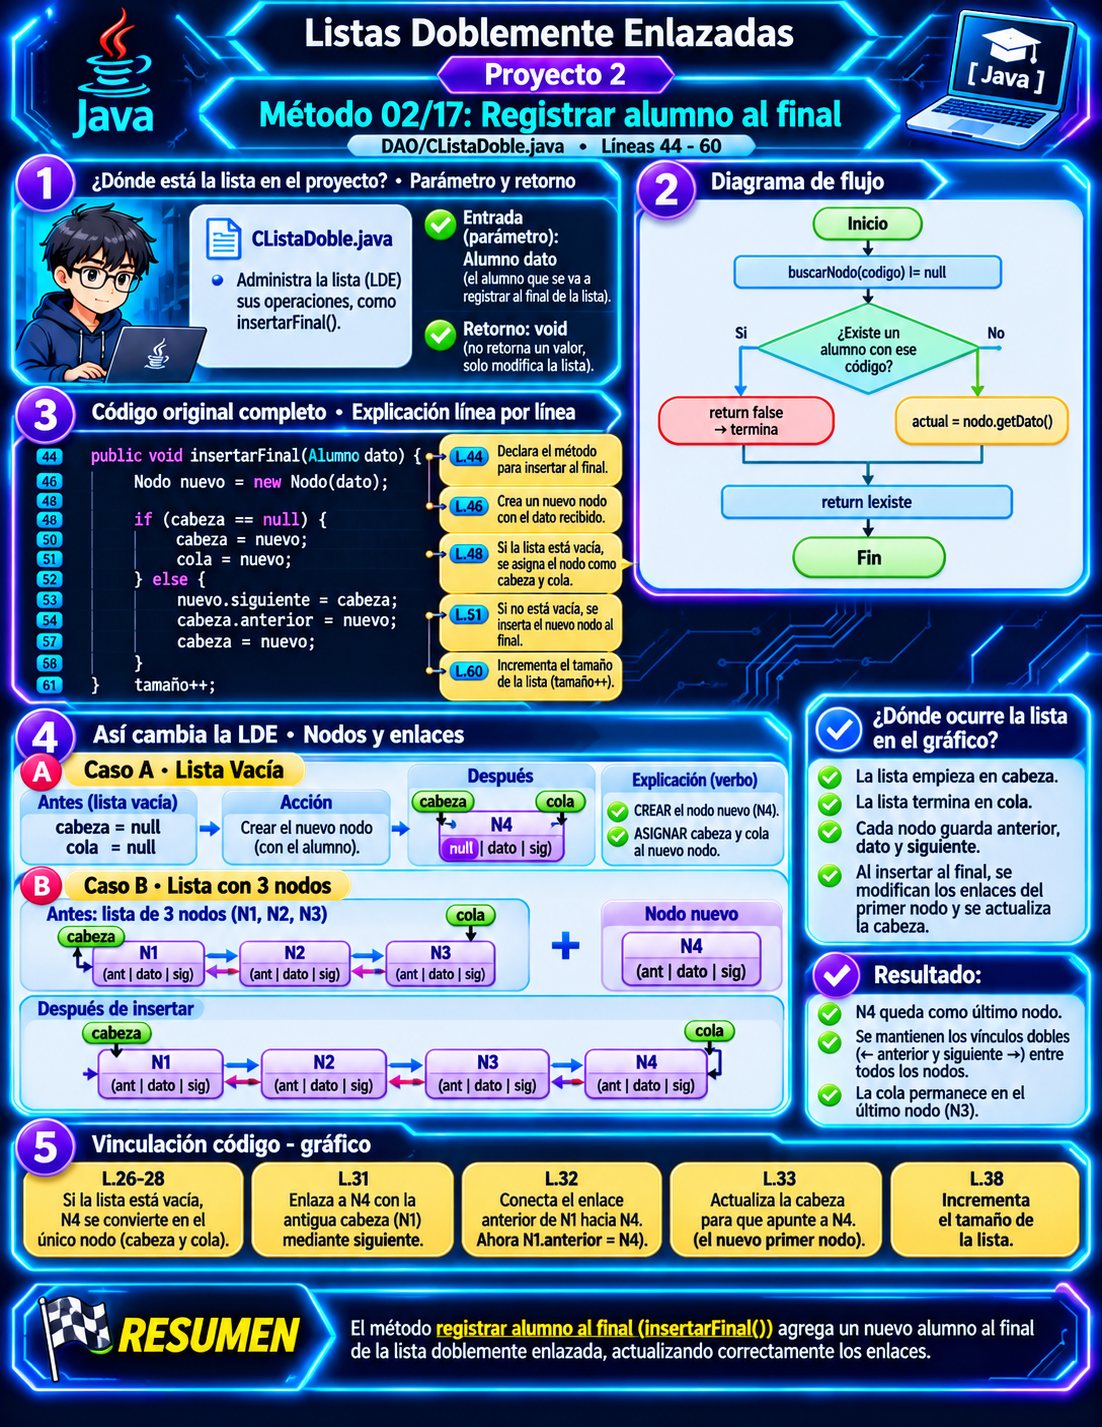 Java
Listas Doblemente Enlazadas
Proyecto 2
Método 02/17: Registrar alumno al final
DAO/CListaDoble.java • Líneas 44 - 60
[ Java ]
1
¿Dónde está la lista en el proyecto? • Parámetro y retorno
CListaDoble.java
Administra la lista (LDE)
sus operaciones, como
insertarFinal().
Entrada
(parámetro):
Alumno dato
(el alumno que se va a
registrar al final de la lista).
Retorno: void
(no retorna un valor,
solo modifica la lista).
2
Diagrama de flujo
Inicio
buscarNodo(codigo) != null
¿Existe un
alumno con ese
código?
Si
No
return false
→ termina
actual = nodo.getDato()
return lexiste
Fin
3
Código original completo • Explicación línea por línea
44 public void insertarFinal(Alumno dato) {
46 Nodo nuevo = new Nodo(dato);
48
48 if (cabeza == null) {
50 cabeza = nuevo;
51 cola = nuevo;
52 } else {
53 nuevo.siguiente = cabeza;
54 cabeza.anterior = nuevo;
57 cabeza = nuevo;
58 }
61 } tamaño++;
L.44 Declara el método
para insertar al final.
L.46 Crea un nuevo nodo
con el dato recibido.
L.48 Si la lista está vacía,
se asigna el nodo como
cabeza y cola.
L.51 Si no está vacía, se
inserta el nuevo nodo al
final.
L.60 Incrementa el tamaño
de la lista (tamaño++).
4
Así cambia la LDE • Nodos y enlaces
A Caso A • Lista Vacía
Antes (lista vacía)
cabeza = null
cola = null
Acción
Crear el nuevo nodo
(con el alumno).
Después
cabeza
cola
N4
null | dato | sig)
Explicación (verbo)
CREAR el nodo nuevo (N4).
ASIGNAR cabeza y cola
al nuevo nodo.
B Caso B • Lista con 3 nodos
Antes: lista de 3 nodos (N1, N2, N3)
cabeza
cola
N1
(ant | dato | sig)
N2
(ant | dato | sig)
N3
(ant | dato | sig)
+
Nodo nuevo
N4
(ant | dato | sig)
Después de insertar
cabeza
cola
N1
(ant | dato | sig)
N2
(ant | dato | sig)
N3
(ant | dato | sig)
N4
(ant | dato | sig)
¿Dónde ocurre la lista
en el gráfico?
La lista empieza en cabeza.
La lista termina en cola.
Cada nodo guarda anterior,
dato y siguiente.
Al insertar al final, se
modifican los enlaces del
primer nodo y se actualiza
la cabeza.
Resultado:
N4 queda como último nodo.
Se mantienen los vínculos dobles
(← anterior y siguiente →) entre
todos los nodos.
La cola permanece en el
último nodo (N3).
5
Vinculación código - gráfico
L.26-28
Si la lista está vacía,
N4 se convierte en el
único nodo (cabeza y cola).
L.31
Enlaza a N4 con la
antigua cabeza (N1)
mediante siguiente.
L.32
Conecta el enlace
anterior de N1 hacia N4.
Ahora N1.anterior = N4).
L.33
Actualiza la cabeza
para que apunte a N4.
(el nuevo primer nodo).
L.38
Incrementa
el tamaño de
la lista.
RESUMEN
El método registrar alumno al final (insertarFinal()) agrega un nuevo alumno al final
de la lista doblemente enlazada, actualizando correctamente los enlaces.